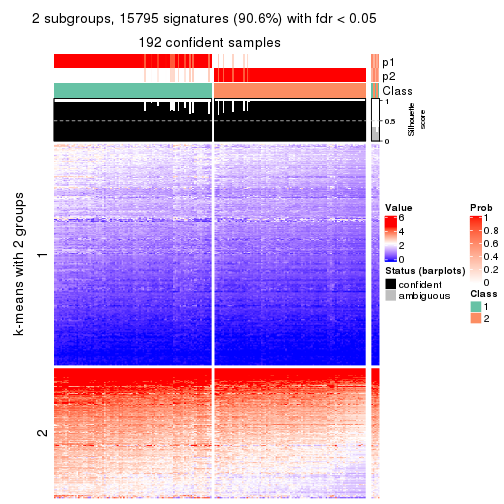 2 subgroups, 15795 signatures (90.6%) with fdr < 0.05
192 confident samples
p1
p2
Class
1
0.5
0
Silhouette
score
k-means with 2 groups
1
2
Value
6
4
2
0
Status (barplots)
confident
ambiguous
Prob
1
0.8
0.6
0.4
0.2
0
Class
1
2